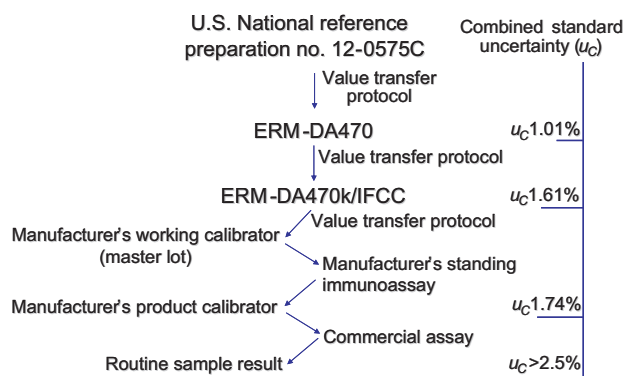 U.S. National reference
preparation no. 12-0575C
Combined standard
uncertainty (uC)
Value transfer
protocol
ERM-DA470
uC1.01%
Value transfer protocol
ERM-DA470k/IFCC
uC1.61%
Value transfer protocol
Manufacturer's working calibrator
(master lot)
Manufacturer's standing
immunoassay
Manufacturer's product calibrator
uC1.74%
Commercial assay
Routine sample result
uC>2.5%